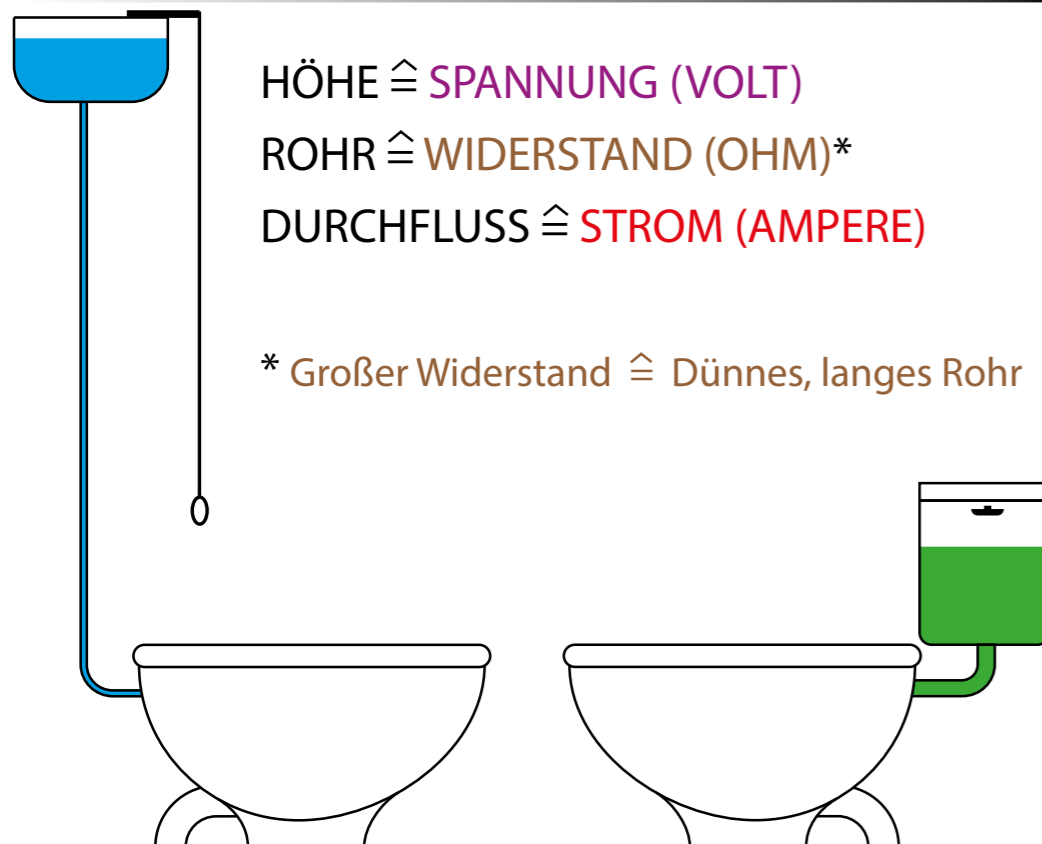 HÖHE ≙ SPANNUNG (VOLT)
ROHR ≙ WIDERSTAND (OHM)*
DURCHFLUSS ≙ STROM (AMPERE)
* Großer Widerstand ≙ Dünnes, langes Rohr